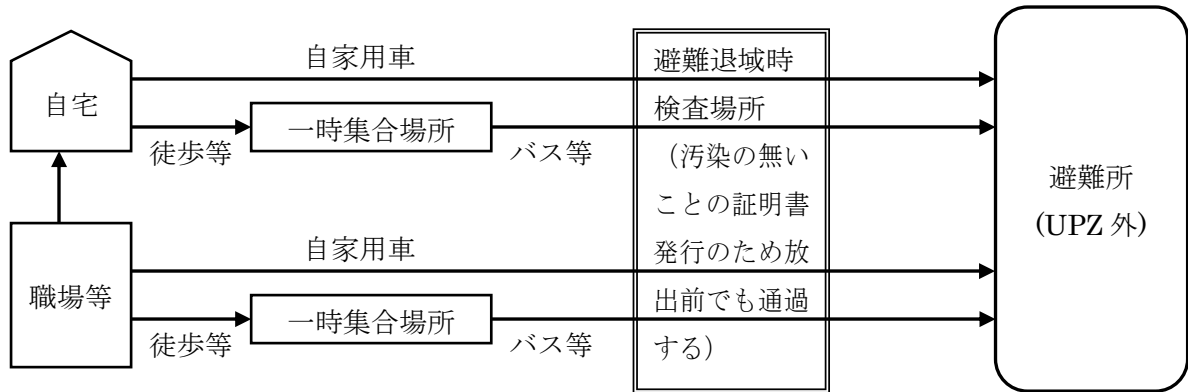 自宅
自家用車
徒歩等
一時集合場所
バス等
職場等
自家用車
徒歩等
一時集合場所
バス等
避難退域時
検査場所
（汚染の無い
ことの証明書
発行のため放
出前でも通過
する）
避難所
(UPZ 外)